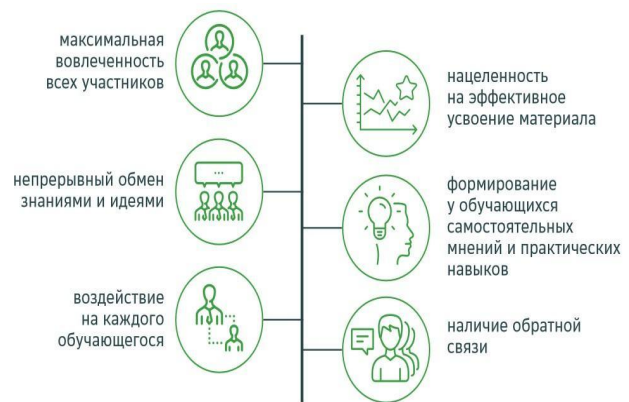 максимальная
вовлеченность
всех участников
нацеленность
на эффективное
усвоение материала
непрерывный обмен
знаниями и идеями
формирование
у обучающихся
самостоятельных
мнений и практических
навыков
воздействие
на каждого
обучающегося
наличие обратной
связи